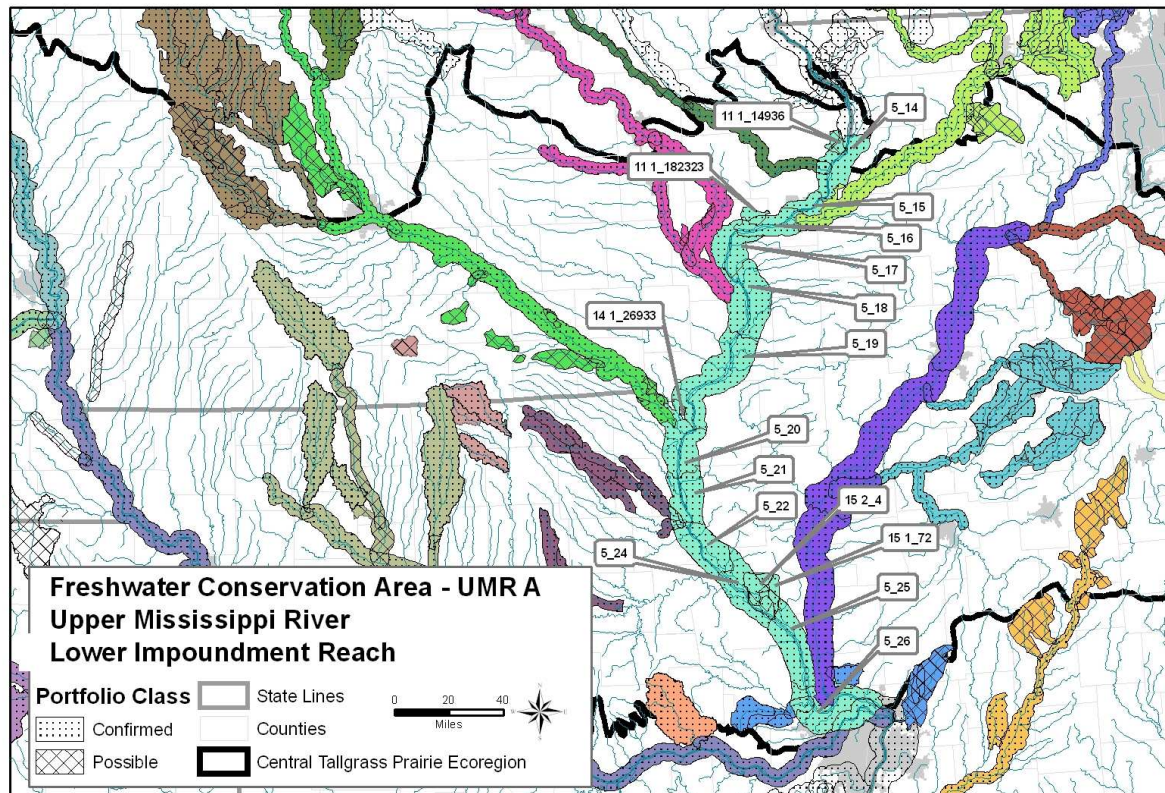 5_14
11 1_14936
11 1_182323
5_15
5_16
5_17
5_18
14 1_26933
5_19
5_20
5_21
5_22
15 2_4
5_24
15 1_72
5_25
5_26
Freshwater Conservation Area - UMR A
Upper Mississippi River
Lower Impoundment Reach
Portfolio Class
Confirmed
Possible
State Lines
Counties
Central Tallgrass Prairie Ecoregion
0 20 40
Miles